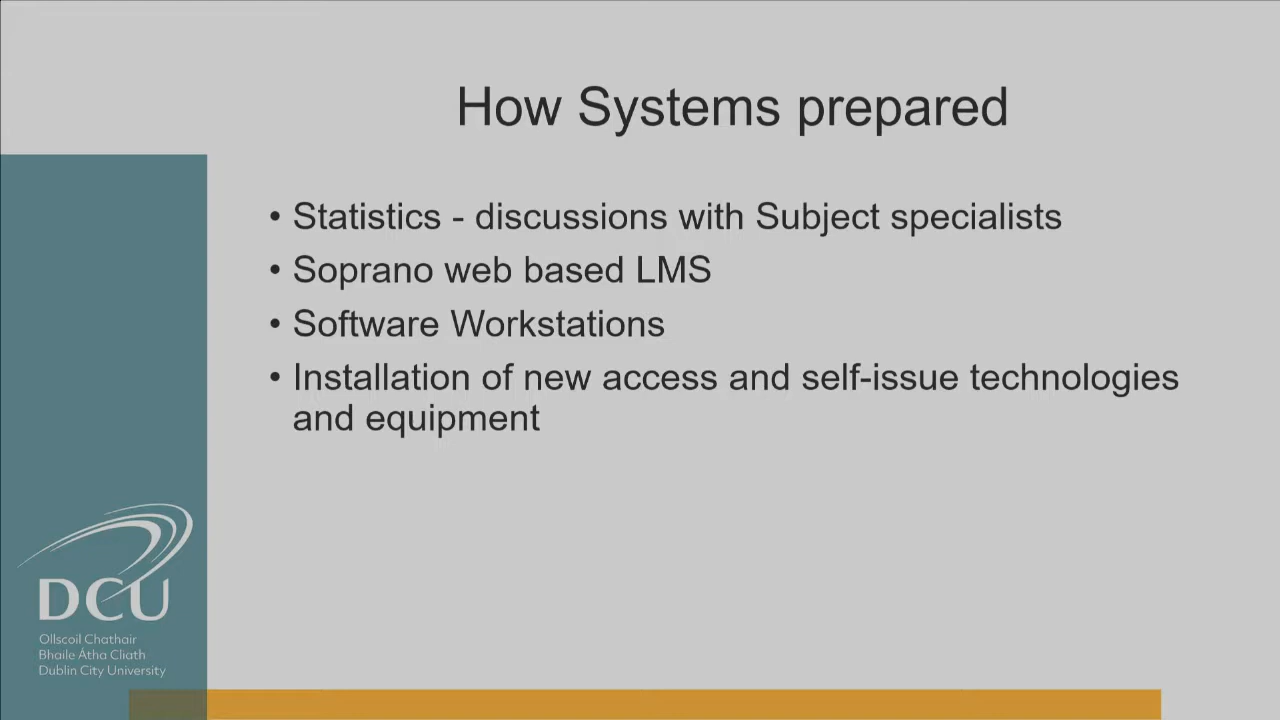 How Systems prepared
• Statistics - discussions with Subject specialists
• Soprano web based LMS
• Software Workstations
• Installation of new access and self-issue technologies
and equipment
DCU
Ollscoil Chathair
Bhaile Átha Cliath
Dublin City University